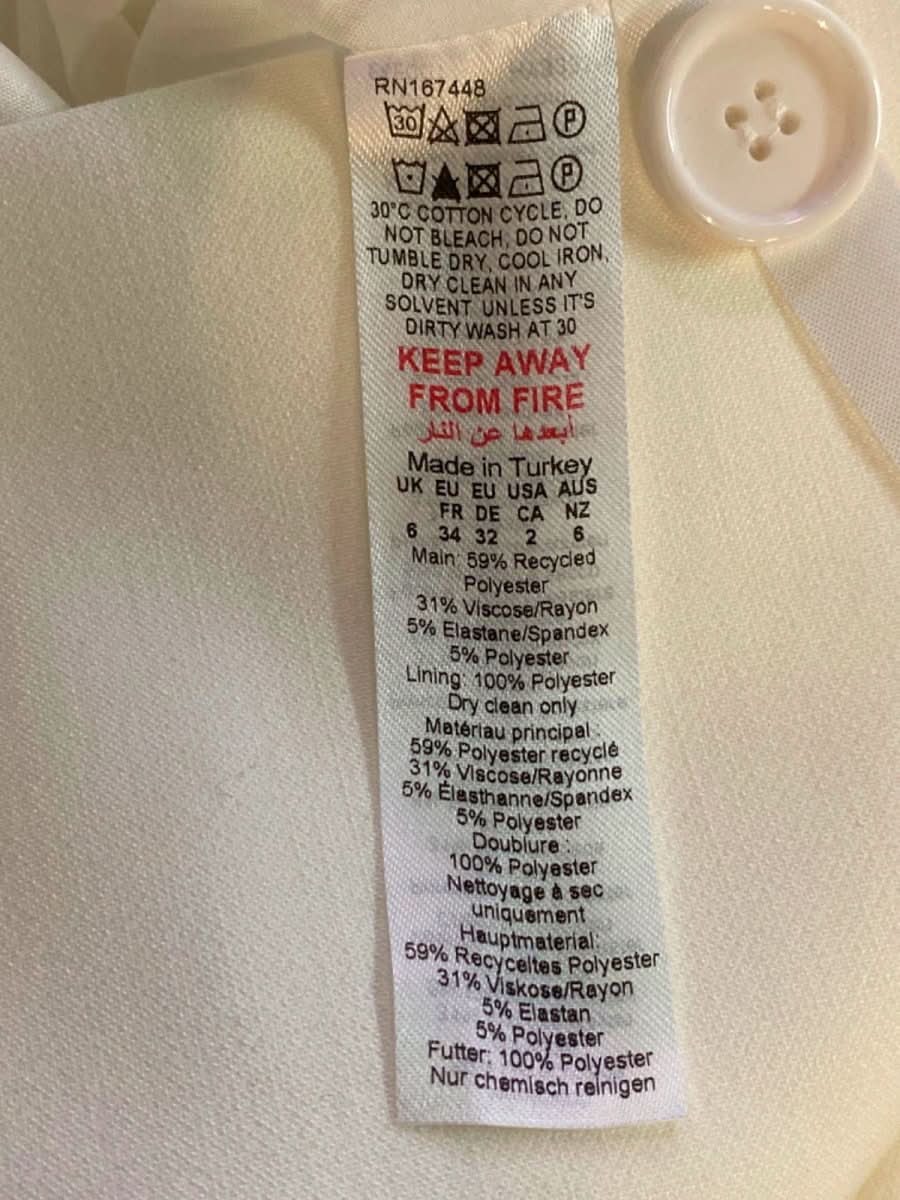 RN167448
30 P
P
30°C COTTON CYCLE, DO
NOT BLEACH, DO NOT
TUMBLE DRY, COOL IRON,
DRY CLEAN IN ANY
SOLVENT UNLESS IT'S
DIRTY WASH AT 30
KEEP AWAY
FROM FIRE
أبعدها عن النار
Made in Turkey
UK EU EU USA AUS
FR DE CA NZ
6 34 32 2 6
Main: 59% Recycled
Polyester
31% Viscose/Rayon
5% Elastane/Spandex
5% Polyester
Lining: 100% Polyester
Dry clean only
Matériau principal :
59% Polyester recyclé
31% Viscose/Rayonne
5% Élasthanne/Spandex
5% Polyester
Doublure :
100% Polyester
Nettoyage à sec
uniquement
Hauptmaterial:
59% Recyceltes Polyester
31% Viskose/Rayon
5% Elastan
5% Polyester
Futter: 100% Polyester
Nur chemisch reinigen